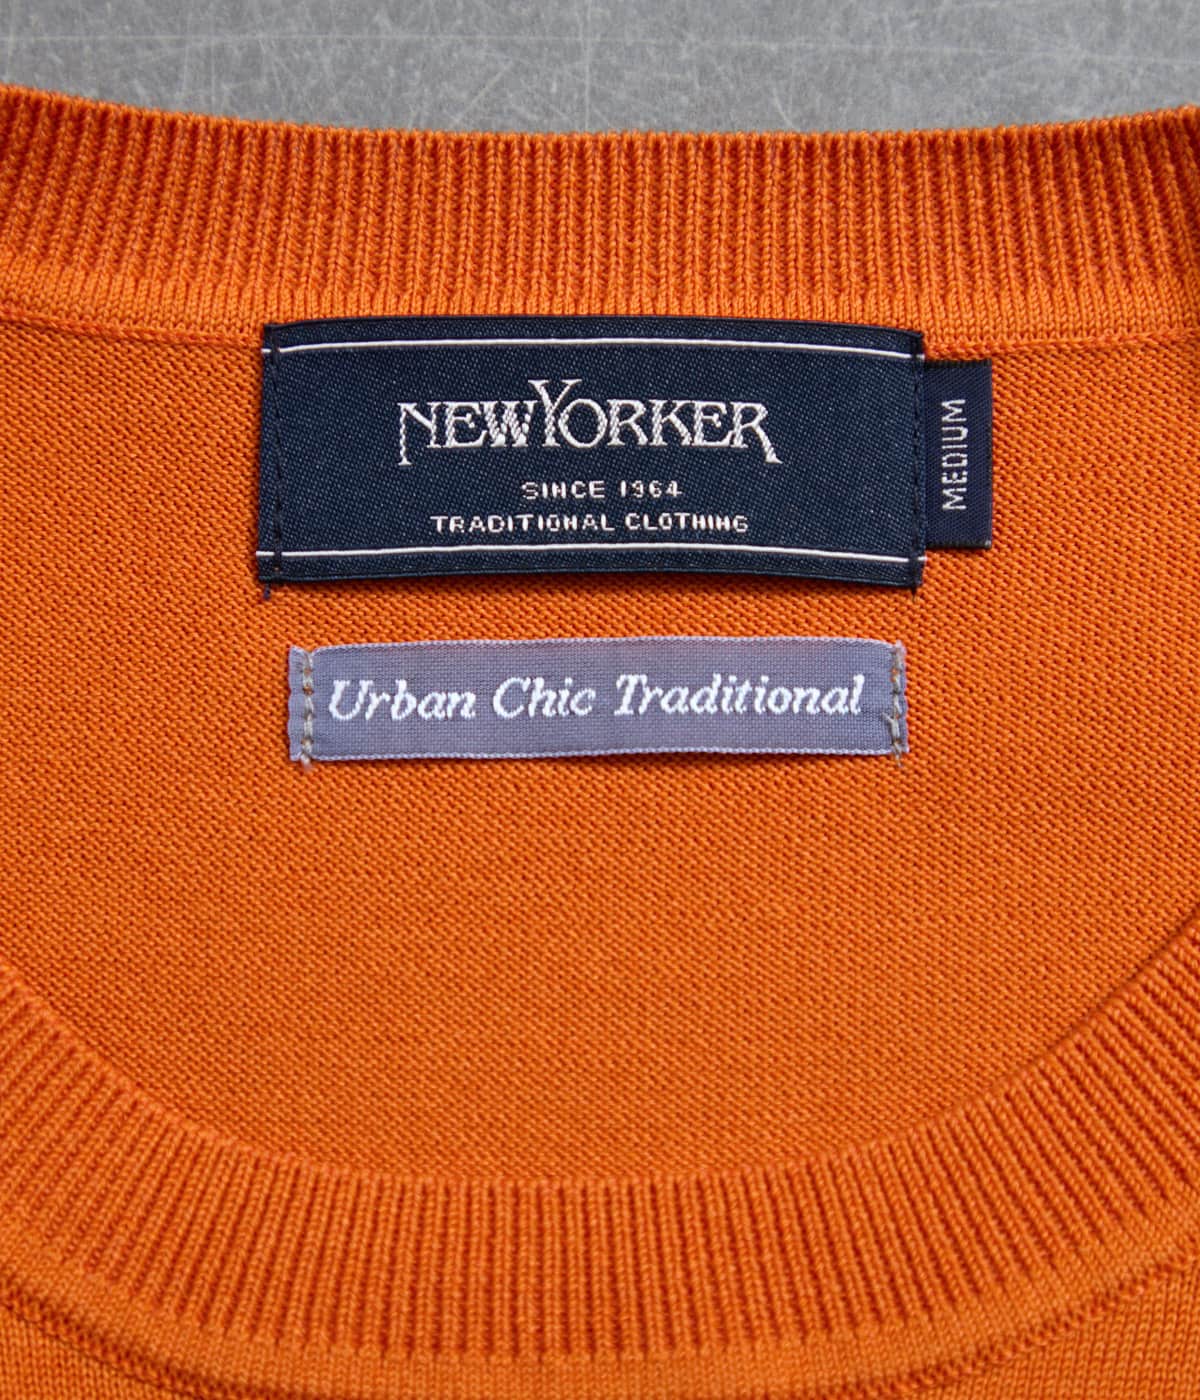 NEWYORKER
SINCE 1964
TRADITIONAL CLOTHING
MEDIUM
Urban Chic Traditional